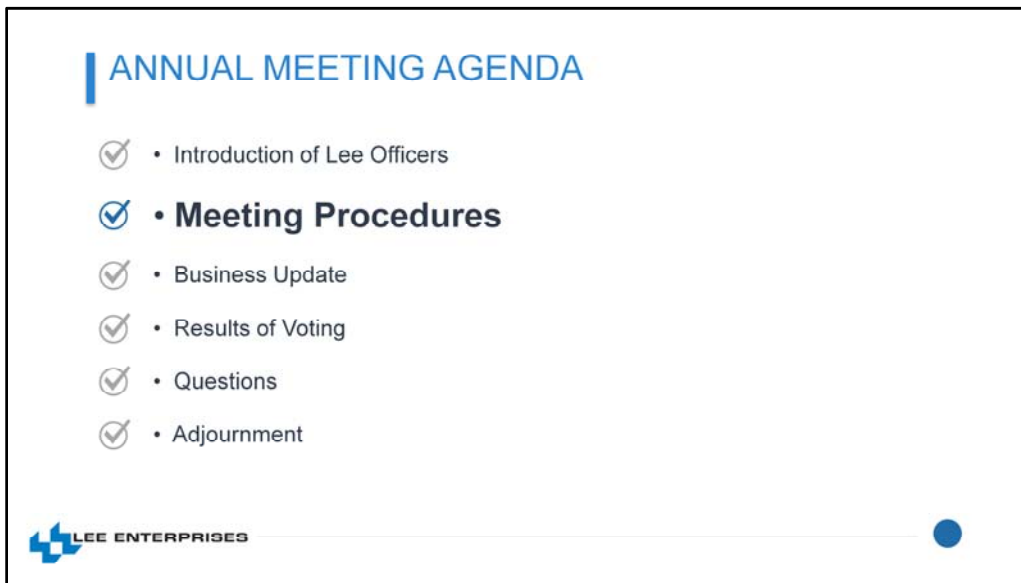 ANNUAL MEETING AGENDA
• Introduction of Lee Officers
• Meeting Procedures
• Business Update
• Results of Voting
• Questions
• Adjournment
LEE ENTERPRISES